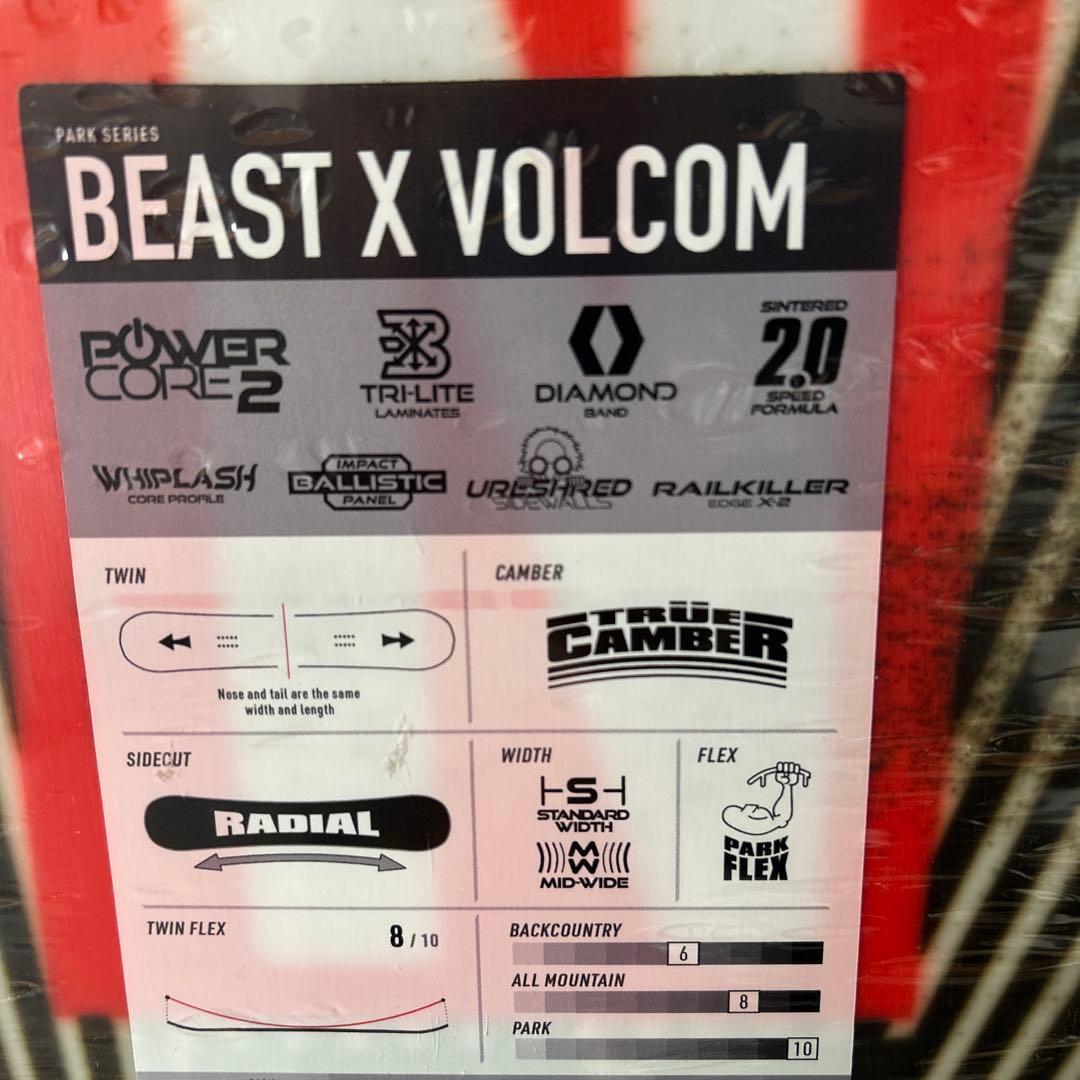 PARK SERIES
BEAST X VOLCOM
POWER
CORE 2
TRI-LITE
LAMINATES
DIAMOND
BAND
SINTERED
2.0
SPEED
FORMULA
WHIPLASH
CORE PROFILE
IMPACT
BALLISTIC
PANEL
URESHRED
SIDEWALLS
RAILKILLER
EDGE X-2
TWIN
Nose and tail are the same
width and length
CAMBER
TRÜE
CAMBER
SIDECUT
RADIAL
WIDTH
S
STANDARD
WIDTH
MW
MID-WIDE
FLEX
PARK
FLEX
TWIN FLEX
8 / 10
BACKCOUNTRY
6
ALL MOUNTAIN
8
PARK
10